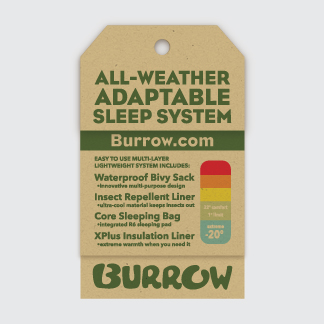 ALL-WEATHER
ADAPTABLE
SLEEP SYSTEM
Burrow.com
EASY TO USE MULTI-LAYER
LIGHTWEIGHT SYSTEM INCLUDES:
Waterproof Bivy Sack
•innovative multi-purpose design
Insect Repellent Liner
•ultra-cool material keeps insects out
Core Sleeping Bag
•integrated R6 sleeping pad
XPlus Insulation Liner
•extreme warmth when you need it
-20°
BURROW